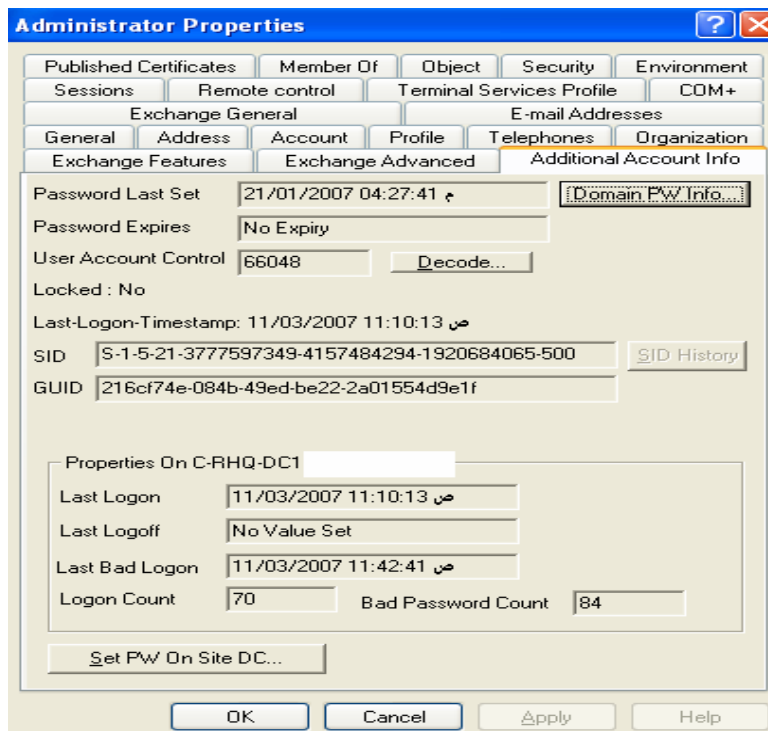 Administrator Properties
Published Certificates Member Of Object Security Environment
Sessions Remote control Terminal Services Profile COM+
Exchange General E-mail Addresses
General Address Account Profile Telephones Organization
Exchange Features Exchange Advanced Additional Account Info
Password Last Set 21/01/2007 04:27:41 م Domain PW Info...
Password Expires No Expiry
User Account Control 66048 Decode...
Locked : No
Last-Logon-Timestamp: 11/03/2007 11:10:13 ص
SID S-1-5-21-3777597349-4157484294-1920684065-500 SID History
GUID 216cf74e-084b-49ed-be22-2a01554d9e1f
Properties On C-RHQ-DC1
Last Logon 11/03/2007 11:10:13 ص
Last Logoff No Value Set
Last Bad Logon 11/03/2007 11:42:41 ص
Logon Count 70 Bad Password Count 84
Set PW On Site DC...
OK Cancel Apply Help